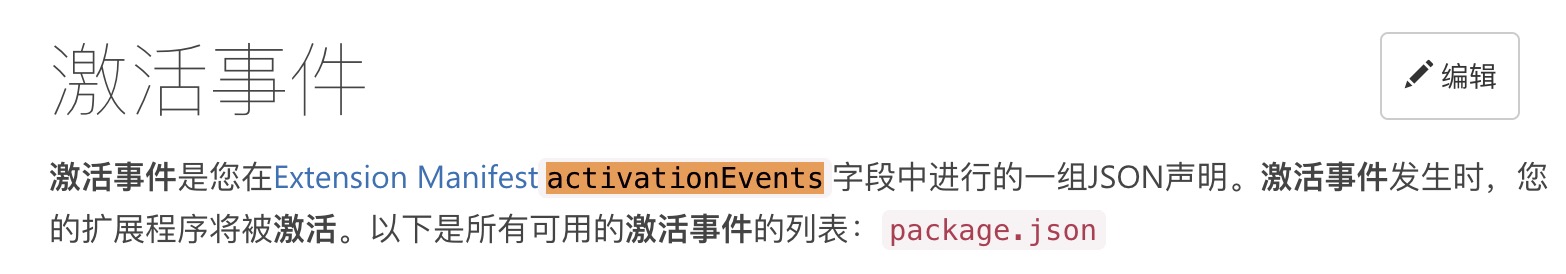 激活事件
编辑
激活事件是您在Extension Manifest activationEvents 字段中进行的一组JSON声明。激活事件发生时，您
的扩展程序将被激活。以下是所有可用的激活事件的列表： package.json